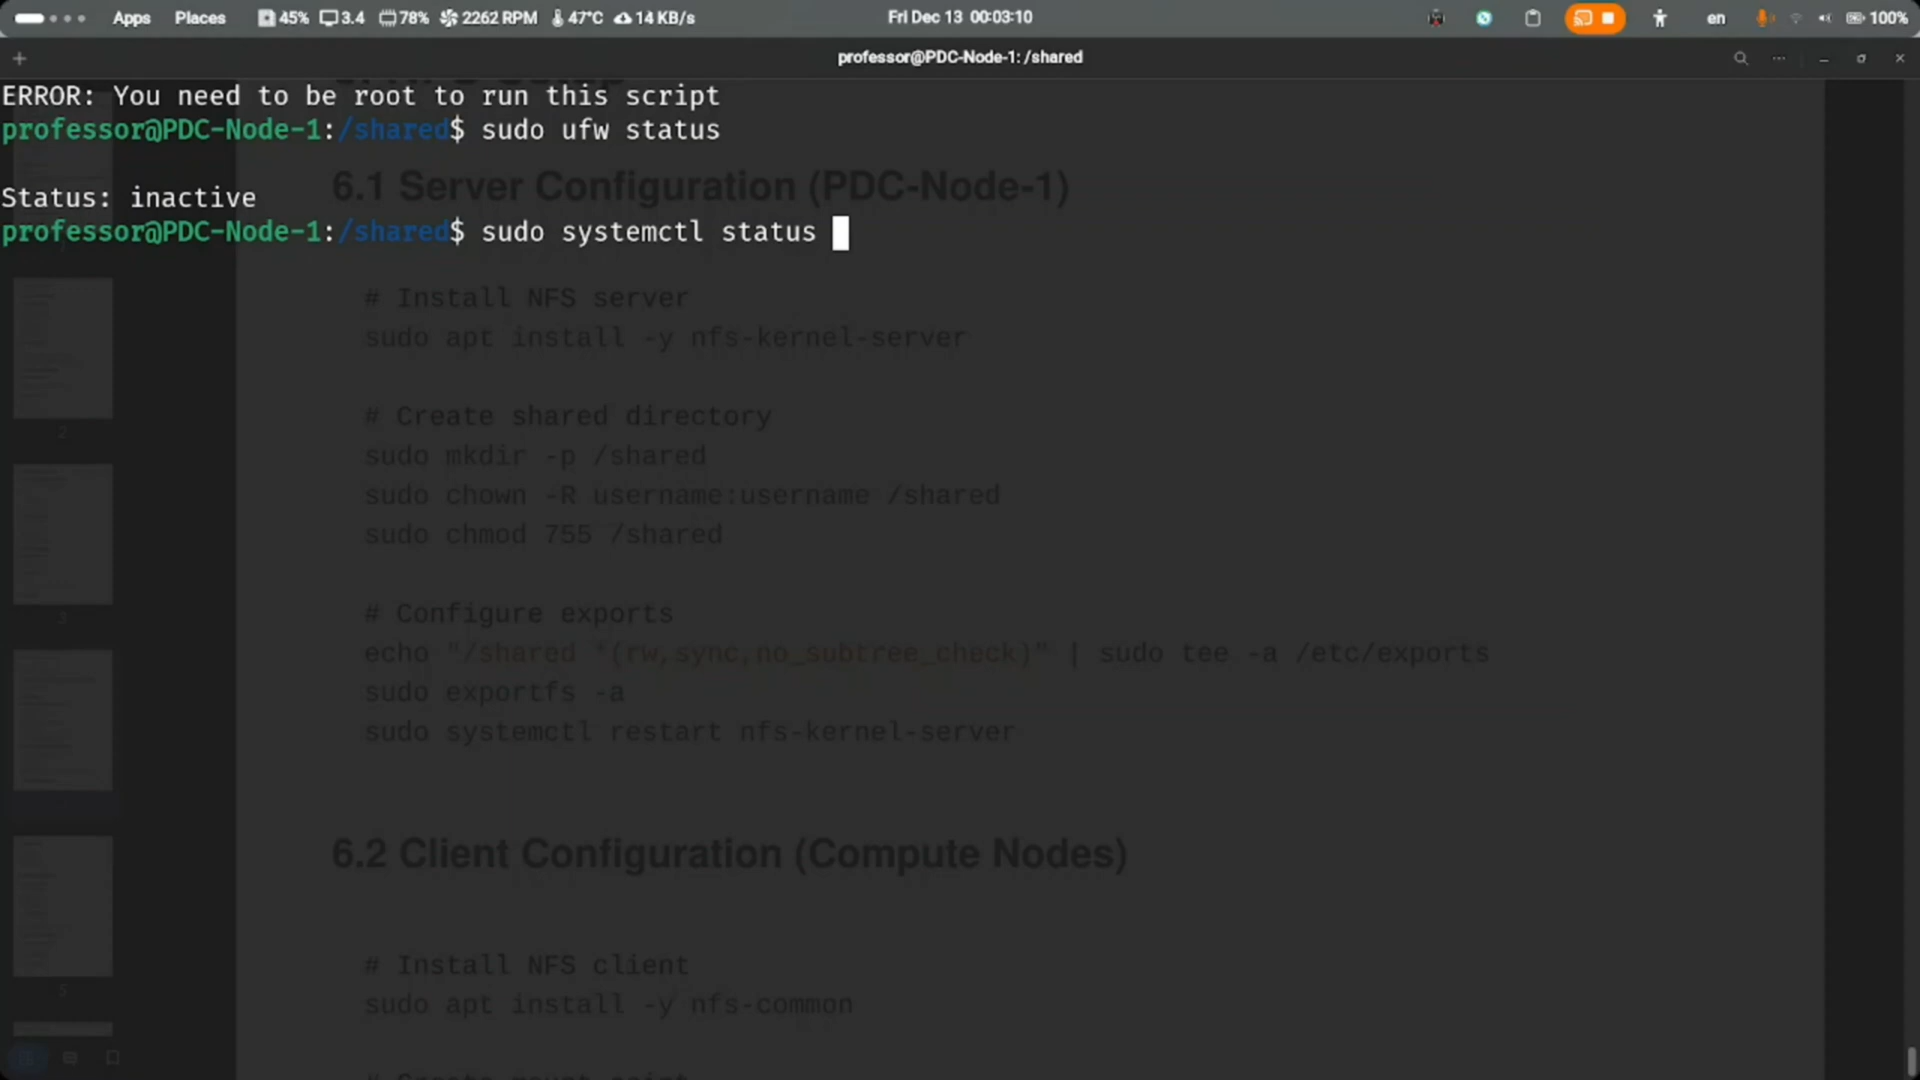 Apps Places 45% 3.4 78% 2262 RPM 47°C 14 KB/s Fri Dec 13 00:03:10 en 100%
professor@PDC-Node-1: /shared
ERROR: You need to be root to run this script
professor@PDC-Node-1:/shared$ sudo ufw status
Status: inactive
professor@PDC-Node-1:/shared$ sudo systemctl status
6.1 Server Configuration (PDC-Node-1)
# Install NFS server
sudo apt install -y nfs-kernel-server
# Create shared directory
sudo mkdir -p /shared
sudo chown -R username:username /shared
sudo chmod 755 /shared
# Configure exports
echo "/shared *(rw,sync,no_subtree_check)" | sudo tee -a /etc/exports
sudo exportfs -a
sudo systemctl restart nfs-kernel-server
6.2 Client Configuration (Compute Nodes)
# Install NFS client
sudo apt install -y nfs-common
2
3
5